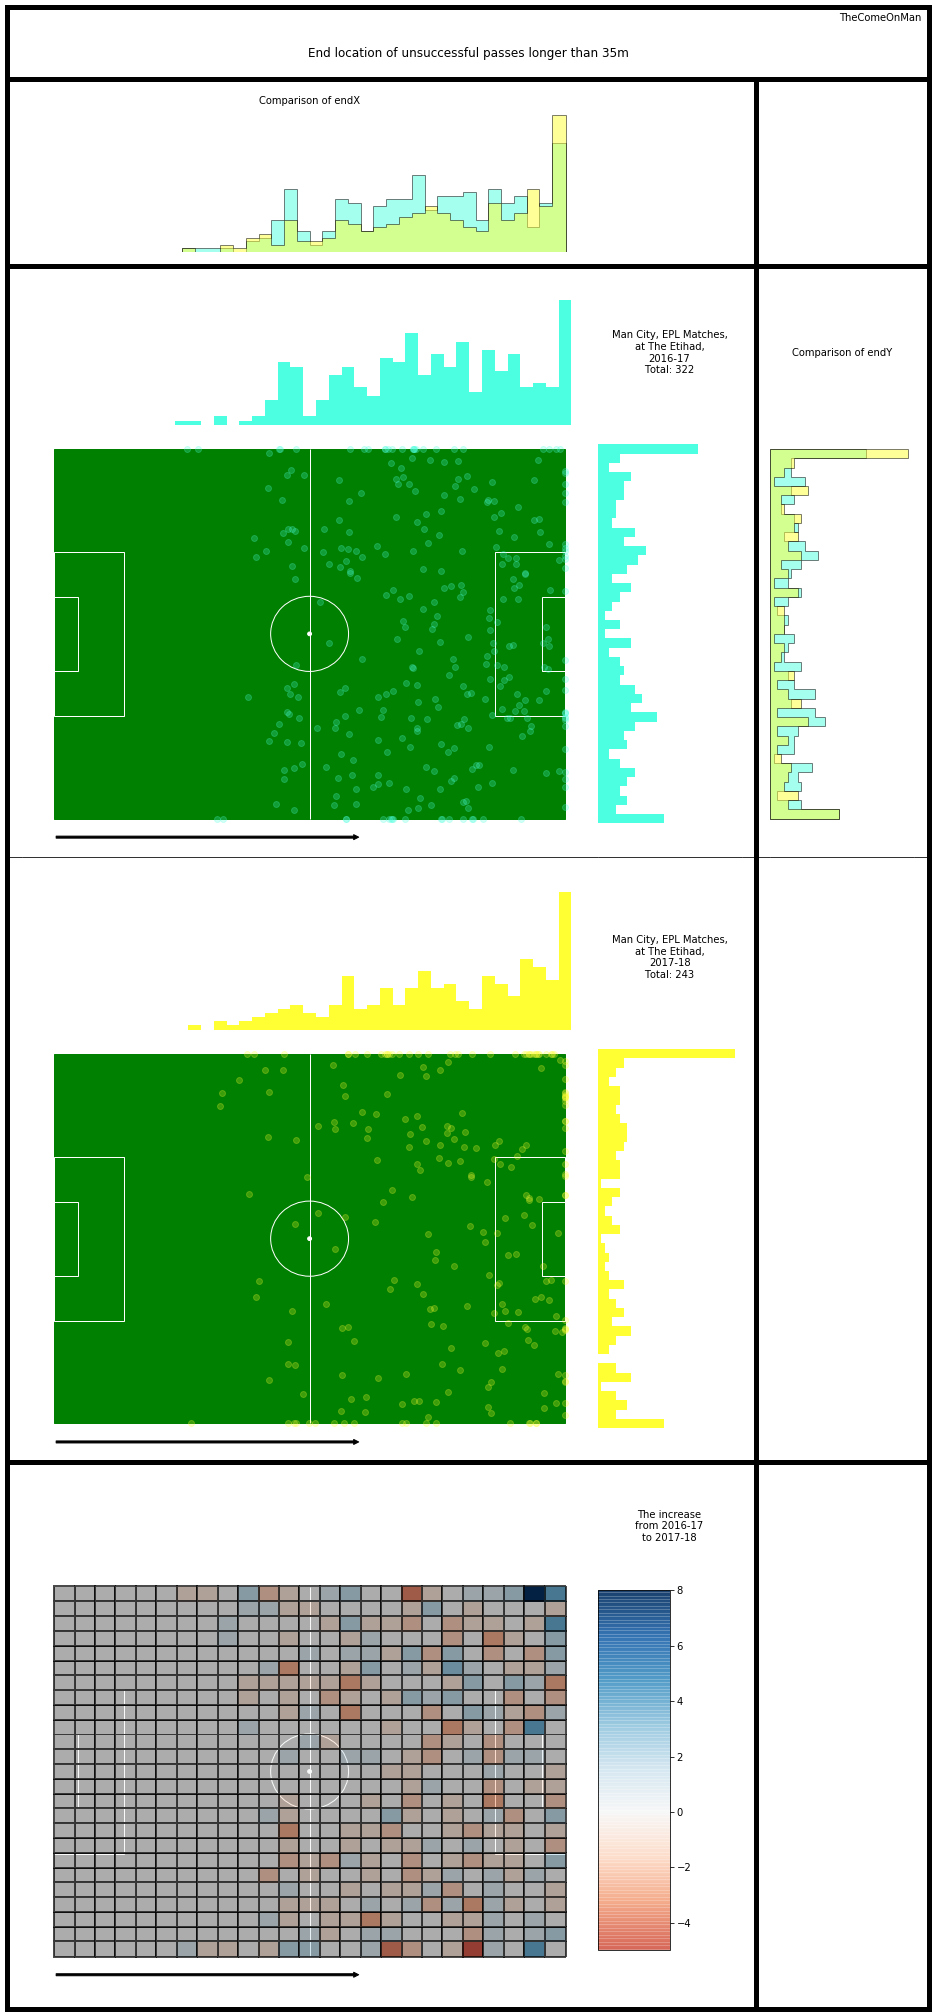 TheComeOnMan
End location of unsuccessful passes longer than 35m
Comparison of endX
Man City, EPL Matches,
at The Etihad,
2016-17
Total: 322
Comparison of endY
Man City, EPL Matches,
at The Etihad,
2017-18
Total: 243
The increase
from 2016-17
to 2017-18
8
6
4
2
0
−2
−4